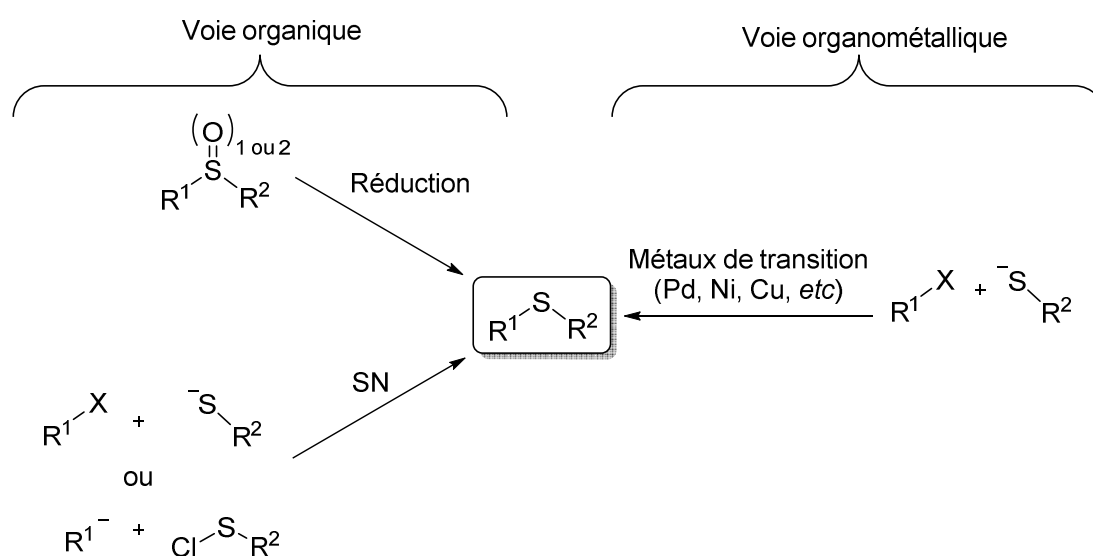 Voie organique
Voie organométallique
(O) 1 ou 2
S
R¹ R²
Réduction
Métaux de transition
(Pd, Ni, Cu, etc)
R¹ X + ⁻S R²
R¹ S R²
SN
R¹ X + ⁻S R²
ou
R¹⁻ + Cl S R²